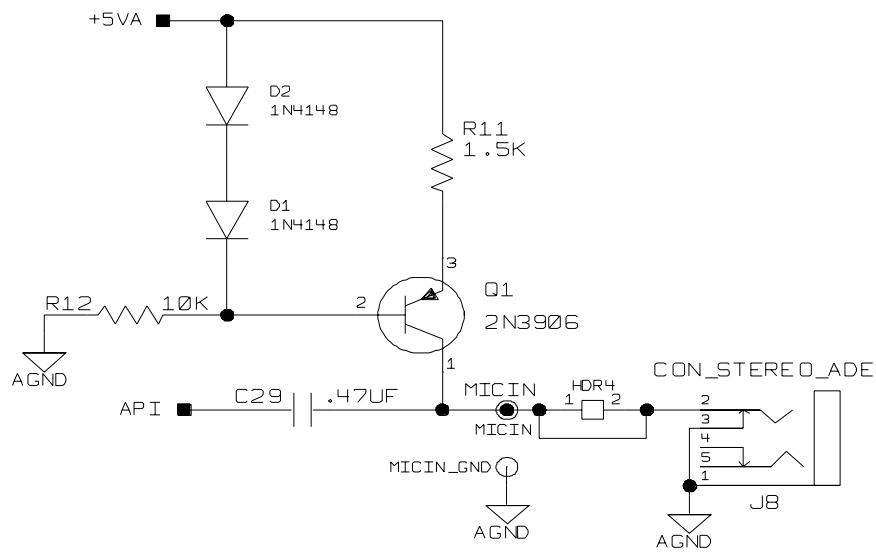 +5VA
D2
1N4148
R11
1.5K
D1
1N4148
3
R12 10K
2
Q1
2N3906
AGND
1
CON_STEREO_ADE
API
C29 .47UF
MICIN
HDR4
1 2
MICIN
2
3
4
5
1
MICIN_GND
J8
AGND
AGND